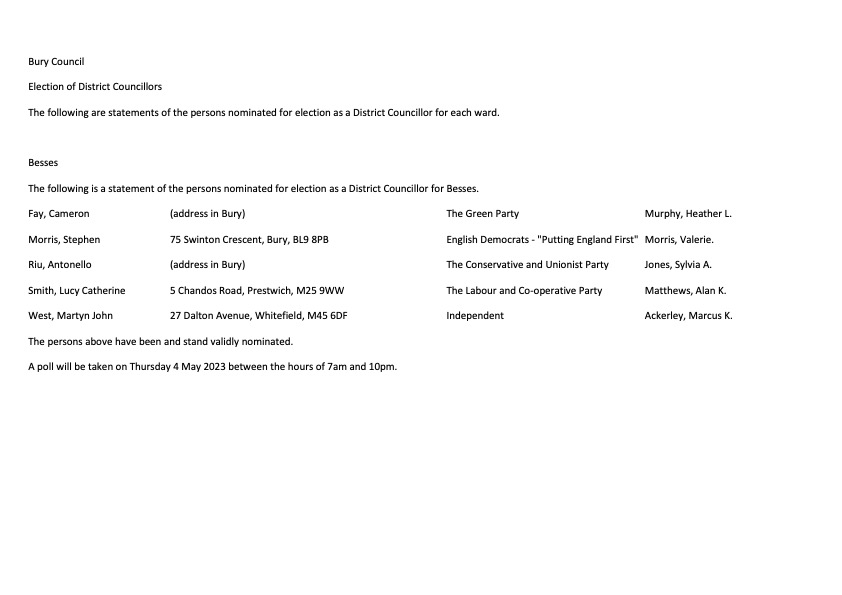 Bury Council
Election of District Councillors
The following are statements of the persons nominated for election as a District Councillor for each ward.
Besses
The following is a statement of the persons nominated for election as a District Councillor for Besses.
Fay, Cameron (address in Bury) The Green Party Murphy, Heather L.
Morris, Stephen 75 Swinton Crescent, Bury, BL9 8PB English Democrats - "Putting England First" Morris, Valerie.
Riu, Antonello (address in Bury) The Conservative and Unionist Party Jones, Sylvia A.
Smith, Lucy Catherine 5 Chandos Road, Prestwich, M25 9WW The Labour and Co-operative Party Matthews, Alan K.
West, Martyn John 27 Dalton Avenue, Whitefield, M45 6DF Independent Ackerley, Marcus K.
The persons above have been and stand validly nominated.
A poll will be taken on Thursday 4 May 2023 between the hours of 7am and 10pm.